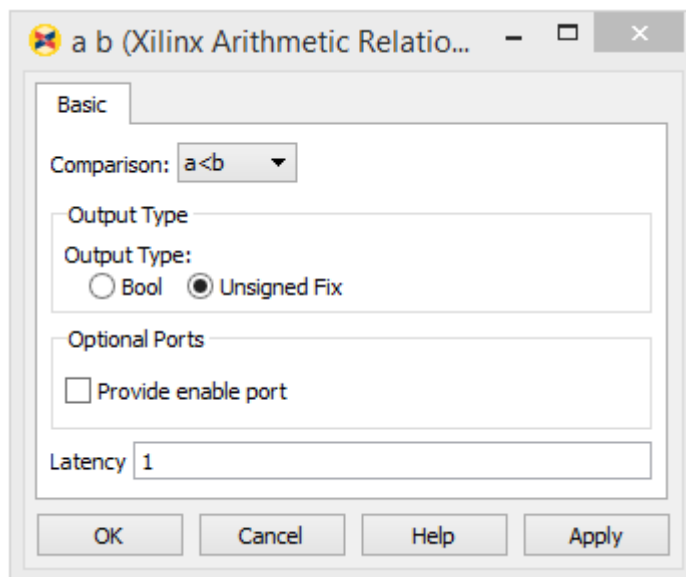 a b (Xilinx Arithmetic Relatio...
Basic
Comparison: a<b
Output Type
Output Type:
Bool Unsigned Fix
Optional Ports
Provide enable port
Latency 1
OK Cancel Help Apply